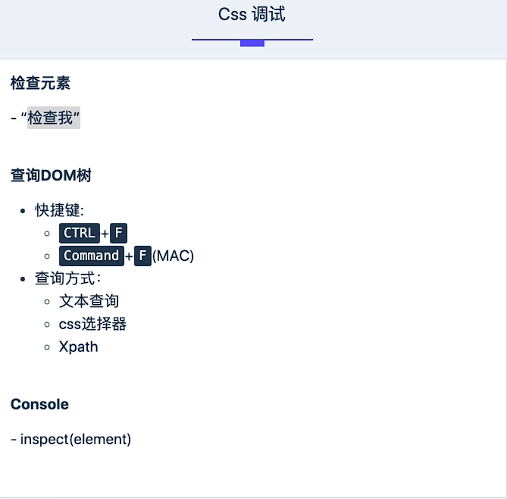 Css 调试
检查元素
- “检查我”
查询DOM树
• 快捷键:
◦ CTRL+F
◦ Command+F(MAC)
• 查询方式：
◦ 文本查询
◦ css选择器
◦ Xpath
Console
- inspect(element)